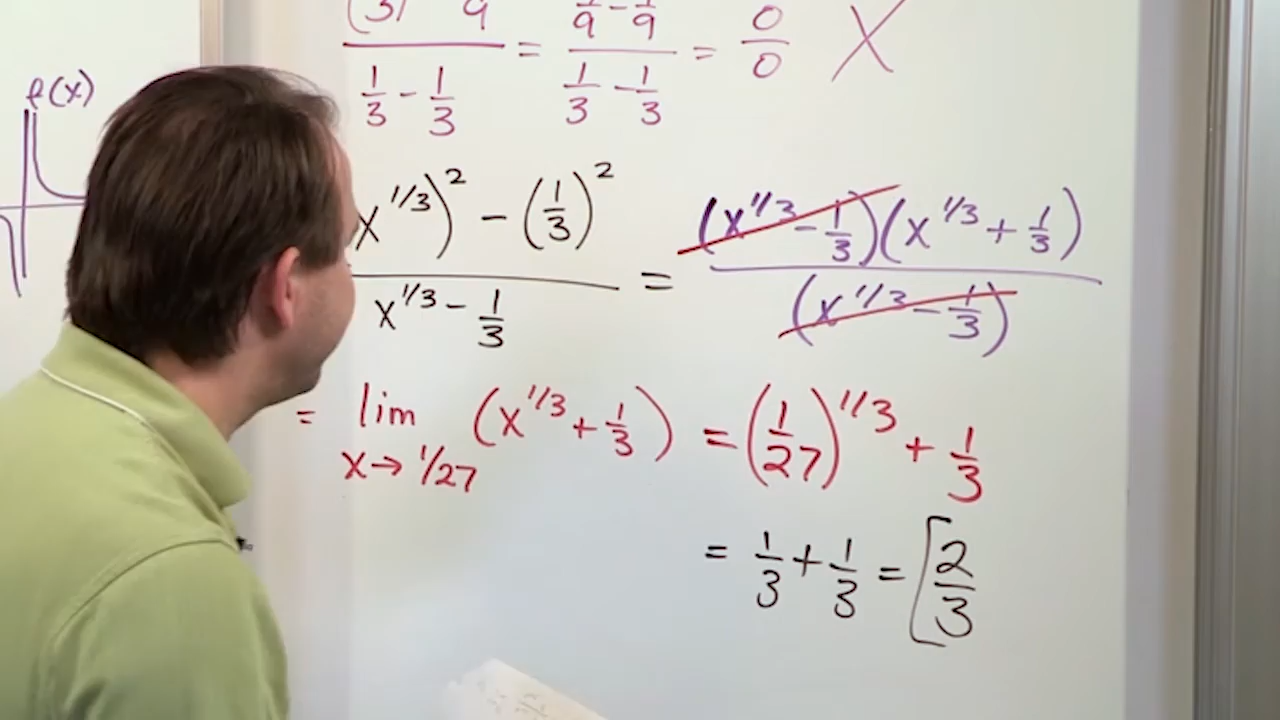 (3) 9 / (1/3 - 1/3) = (1/9 - 1/9) / (1/3 - 1/3) = 0/0 X
f(x)
x^(1/3))^2 - (1/3)^2 / (x^(1/3) - 1/3) = (x^(1/3) - 1/3)(x^(1/3) + 1/3) / (x^(1/3) - 1/3)
= lim x→1/27 (x^(1/3) + 1/3) = (1/27)^(1/3) + 1/3
= 1/3 + 1/3 = [2/3